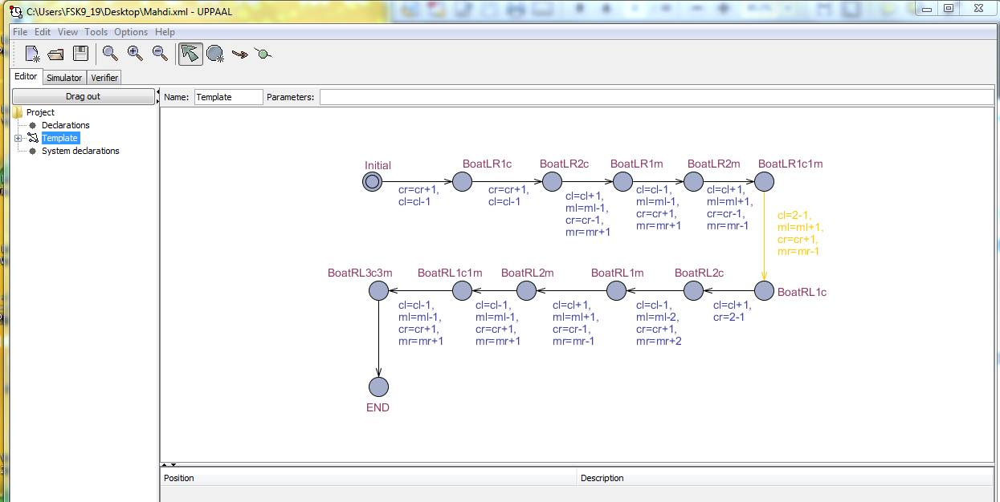 C:\Users\FSK9_19\Desktop\Mahdi.xml - UPPAAL
File Edit View Tools Options Help
Editor Simulator Verifier
Drag out
Name: Template Parameters:
Project
Declarations
Template
System declarations
Initial
BoatLR1c
BoatLR2c
BoatLR1m
BoatLR2m
BoatLR1c1m
cr=cr+1,
cl=cl-1
cr=cr+1,
cl=cl-1
cl=cl+1,
ml=ml-1,
cr=cr-1,
mr=mr+1
cl=cl-1,
ml=ml-1,
cr=cr+1,
mr=mr+1
cl=cl+1,
ml=ml+1,
cr=cr-1,
mr=mr-1
cl=2-1,
ml=ml+1,
cr=cr+1,
mr=mr-1
BoatRL3c3m
BoatRL1c1m
BoatRL2m
BoatRL1m
BoatRL2c
BoatRL1c
cl=cl-1,
ml=ml-1,
cr=cr+1,
mr=mr+1
cl=cl-1,
ml=ml-1,
cr=cr+1,
mr=mr+1
cl=cl+1,
ml=ml+1,
cr=cr-1,
mr=mr-1
cl=cl-1,
ml=ml-2,
cr=cr+1,
mr=mr+2
cl=cl+1,
cr=2-1
END
Position
Description